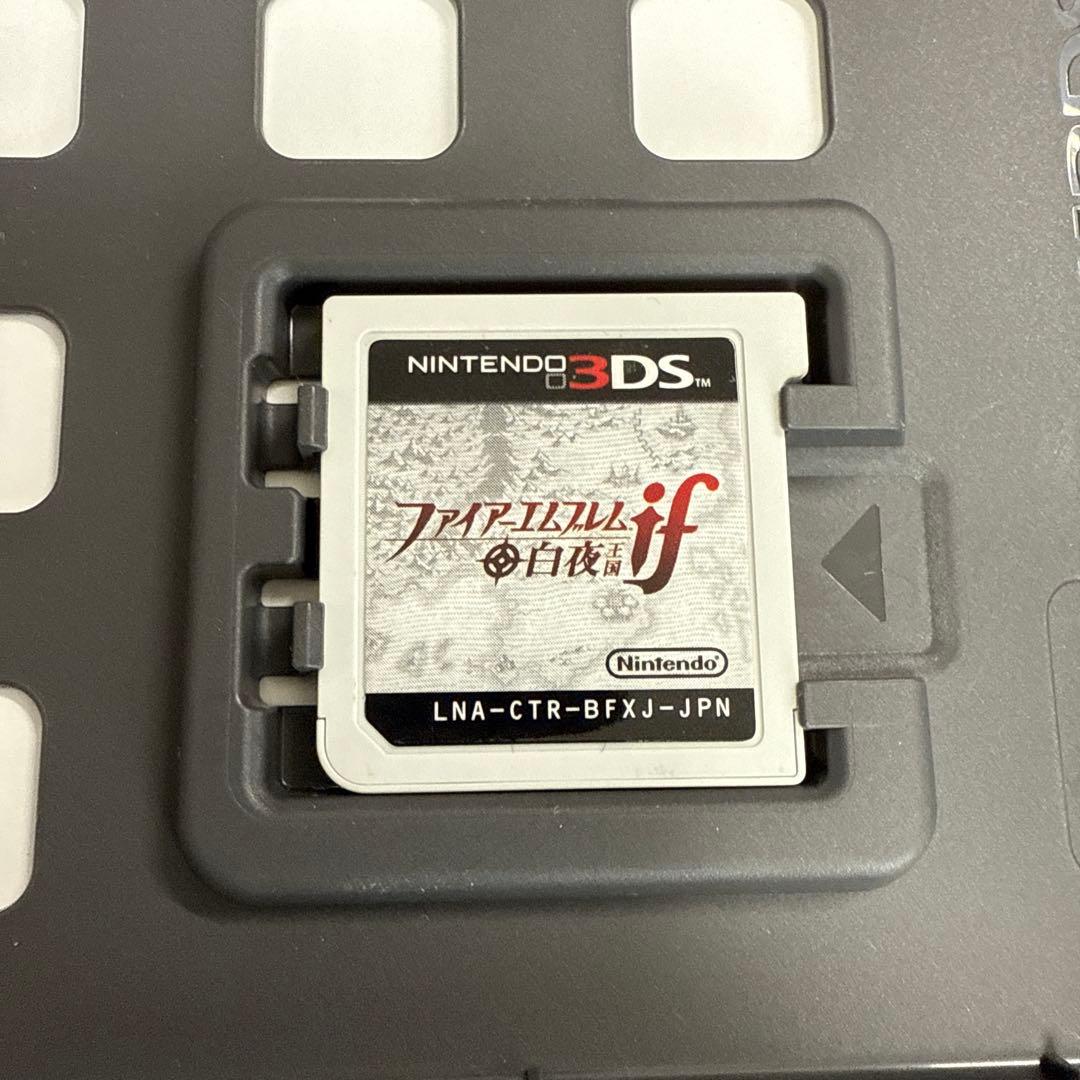 NINTENDO 3DS™
ファイアーエムブレム if
白夜王国
Nintendo®
LNA-CTR-BFXJ-JPN